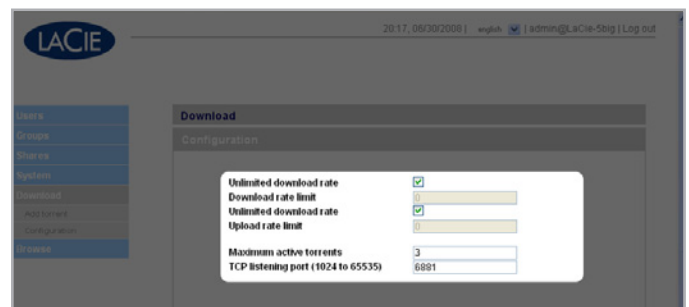 LACIE
20:17, 08/30/2008 | english | admin@LaCie-5big | Log out
Users
Groups
Shares
System
Download
Add torrent
Configuration
Browse
Download
Configuration
Unlimited download rate
Download rate limit 0
Unlimited download rate
Upload rate limit 0
Maximum active torrents 3
TCP listening port (1024 to 65535) 6881